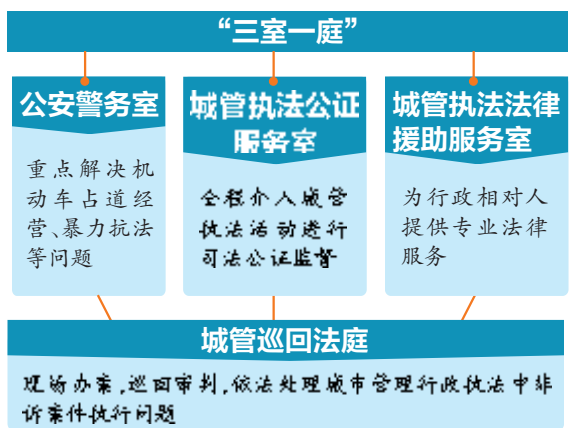 “三室一庭”
公安警务室
重点解决机
动车占道经
营、暴力抗法
等问题
城管执法公证
服务室
全程介入城管
执法活动进行
司法公证监督
城管执法法律
援助服务室
为行政相对人
提供专业法律
服务
城管巡回法庭
现场办案,巡回审判,依法处理城市管理行政执法中非
诉案件执行问题